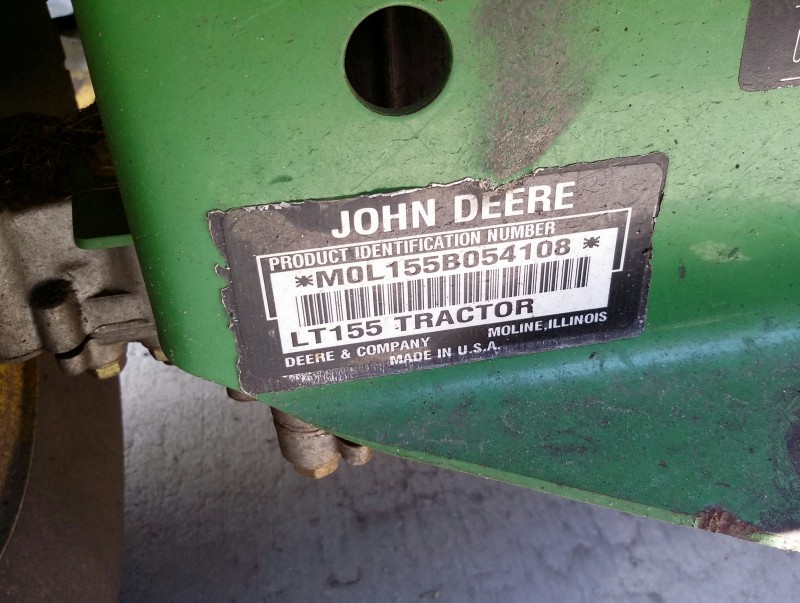 JOHN DEERE
PRODUCT IDENTIFICATION NUMBER
*M0L155B054108*
LT155 TRACTOR
DEERE & COMPANY MOLINE, ILLINOIS
MADE IN U.S.A.